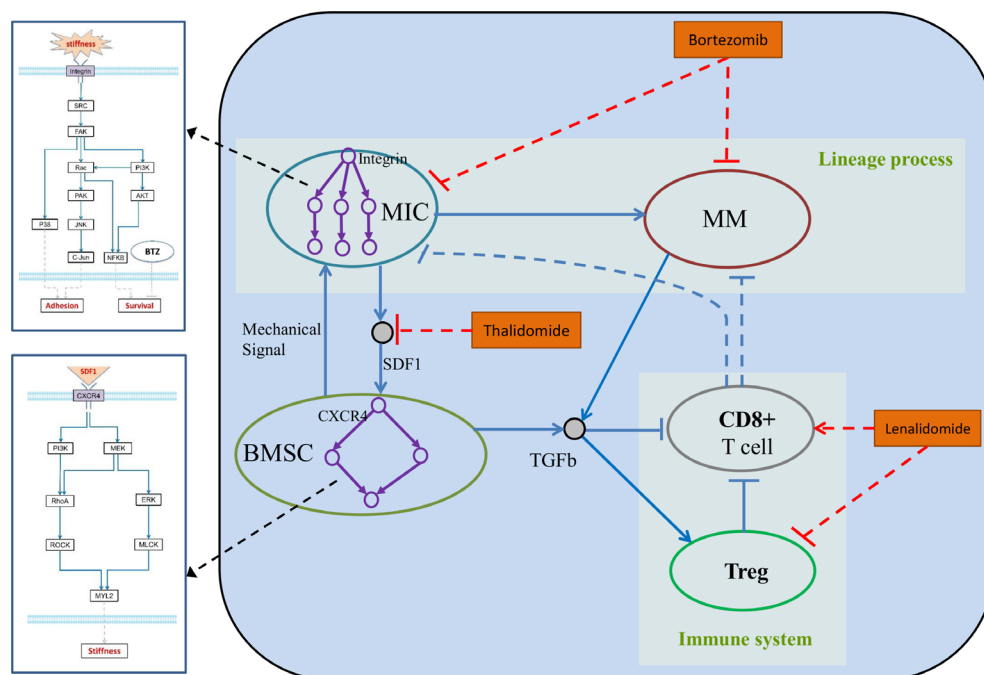 stiffness
Integrin
SRC
FAK
Rac
PI3K
PAK
AKT
P38
JNK
C-Jun
NFKB
BTZ
Adhesion
Survival
SDF1
CXCR4
PI3K
MEK
RhoA
ERK
ROCK
MLCK
MYL2
Stiffness
Bortezomib
Lineage process
Integrin
MIC
MM
Mechanical
Signal
Thalidomide
SDF1
CXCR4
BMSC
TGFb
CD8+
T cell
Lenalidomide
Treg
Immune system